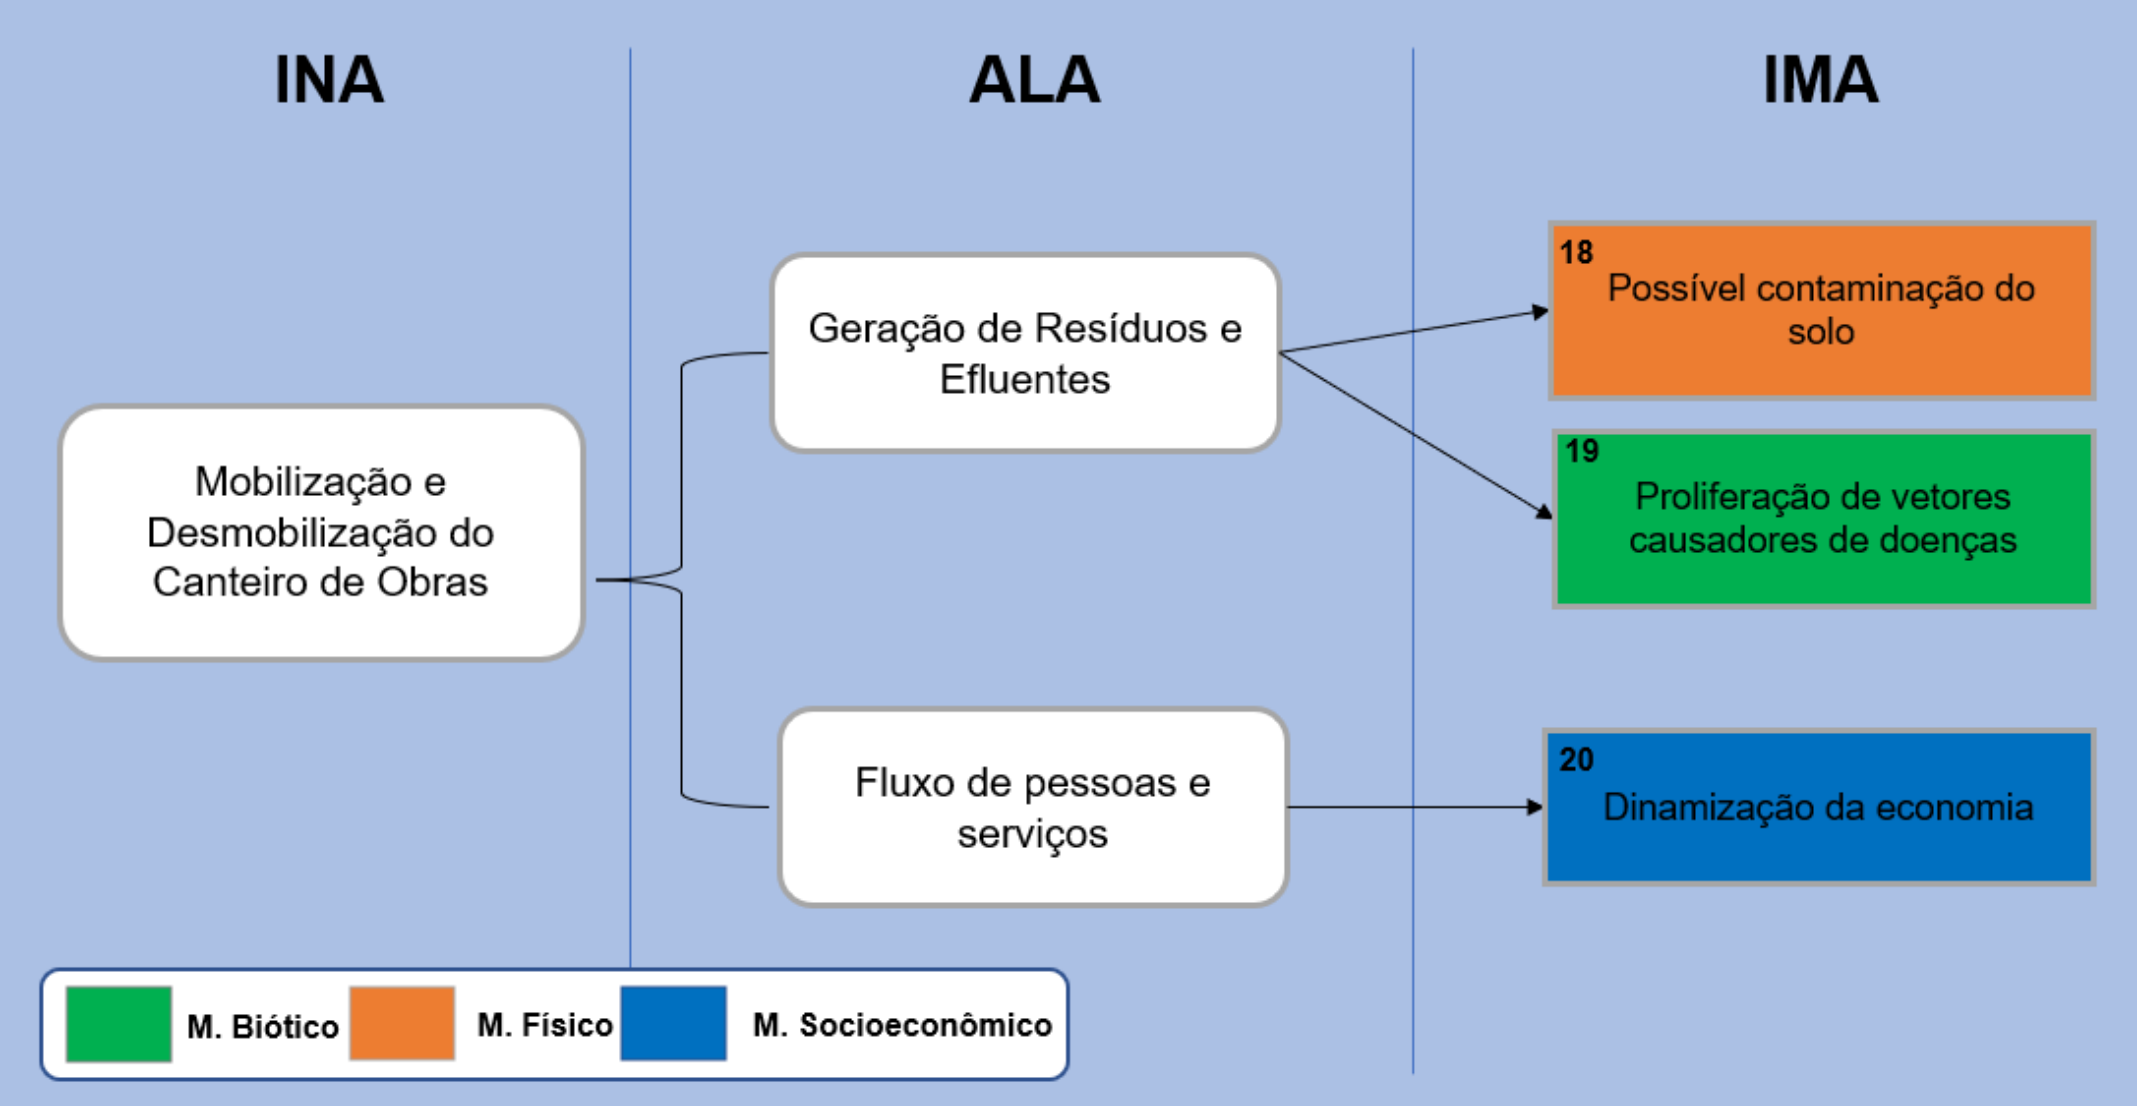 INA
ALA
IMA
Mobilização e
Desmobilização do
Canteiro de Obras
Geração de Resíduos e
Efluentes
Fluxo de pessoas e
serviços
18
Possível contaminação do
solo
19
Proliferação de vetores
causadores de doenças
20
Dinamização da economia
M. Biótico
M. Físico
M. Socioeconômico